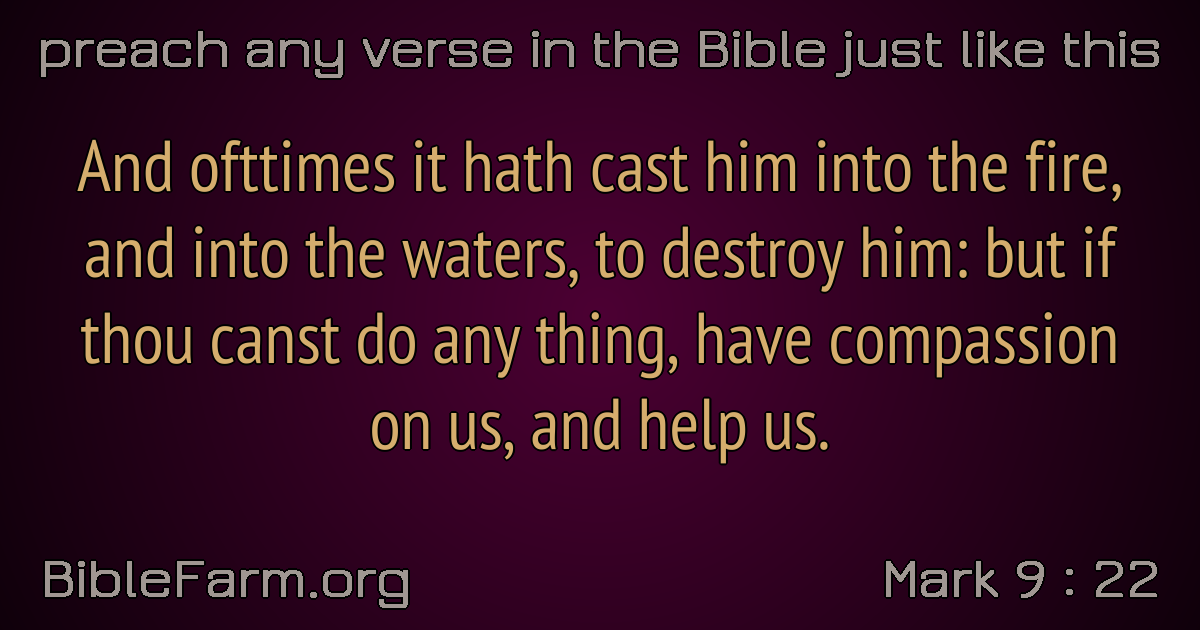 preach any verse in the Bible just like this
And ofttimes it hath cast him into the fire,
and into the waters, to destroy him: but if
thou canst do any thing, have compassion
on us, and help us.
BibleFarm.org
Mark 9 : 22